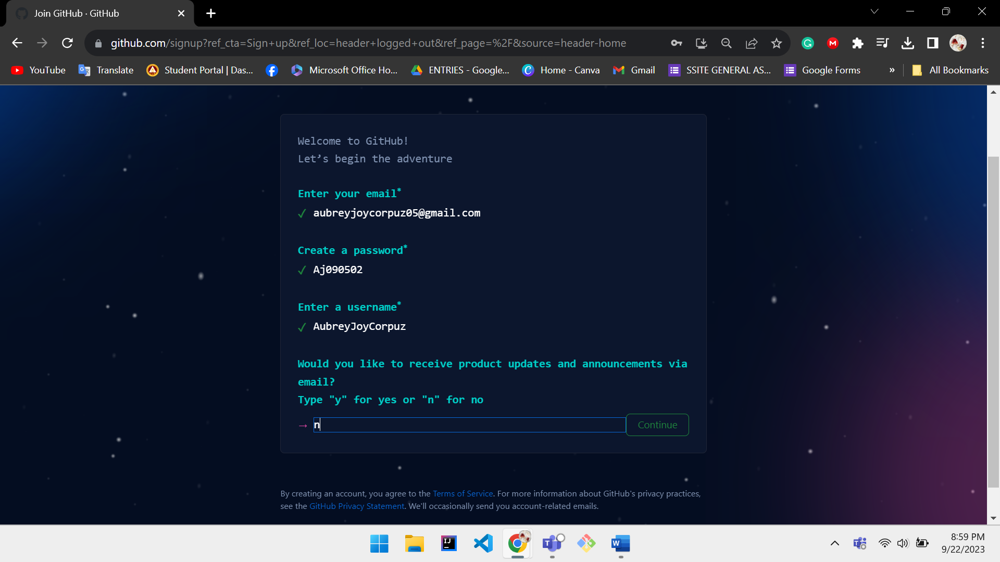 Join GitHub · GitHub
github.com/signup?ref_cta=Sign+up&ref_loc=header+logged+out&ref_page=%2F&source=header-home
YouTube
Translate
Student Portal | Das...
Microsoft Office Ho...
ENTRIES - Google...
Home - Canva
Gmail
SSITE GENERAL AS...
Google Forms
»
All Bookmarks
Welcome to GitHub!
Let’s begin the adventure
Enter your email*
✓ aubreyjoycorpuz05@gmail.com
Create a password*
✓ Aj090502
Enter a username*
✓ AubreyJoyCorpuz
Would you like to receive product updates and announcements via
email?
Type "y" for yes or "n" for no
→ n
Continue
By creating an account, you agree to the Terms of Service. For more information about GitHub's privacy practices,
see the GitHub Privacy Statement. We'll occasionally send you account-related emails.
8:59 PM
9/22/2023